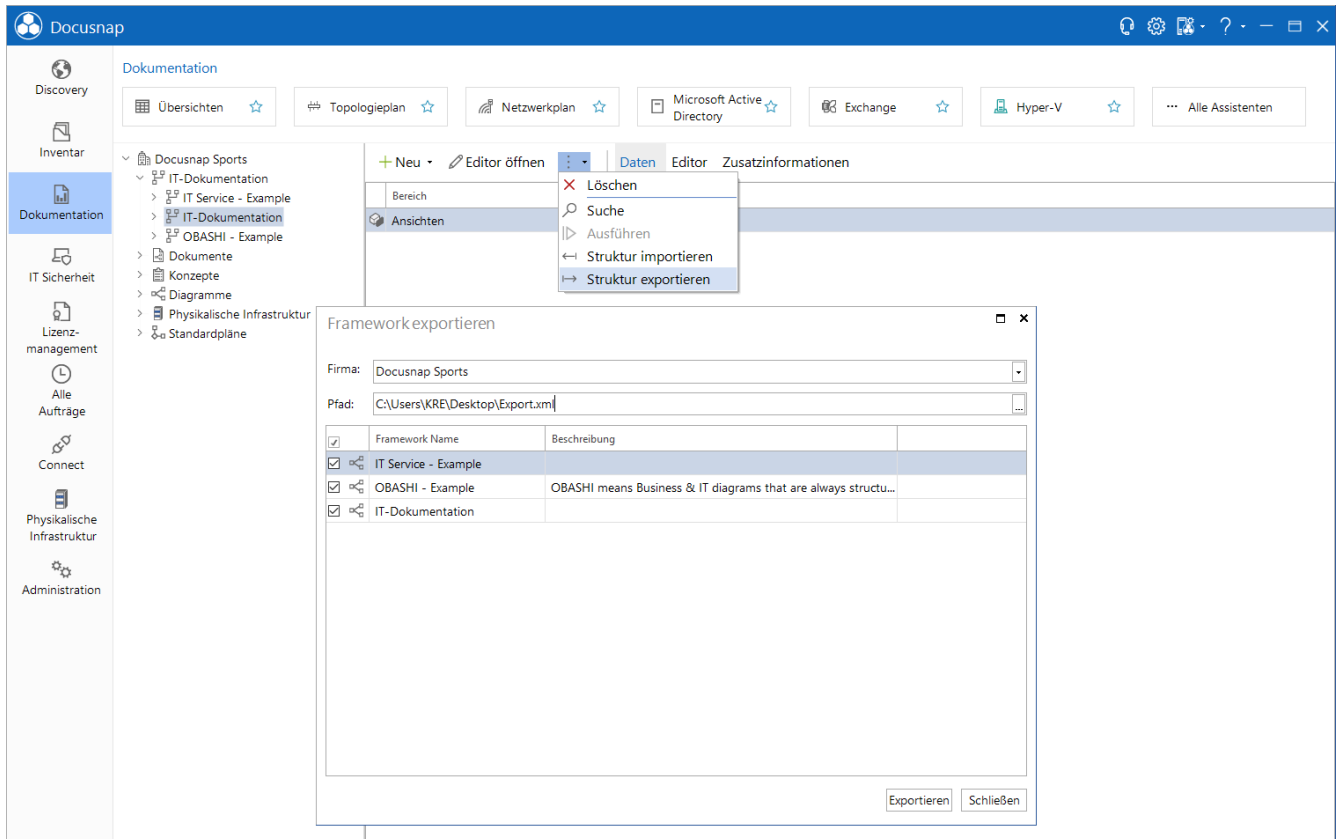 Docusnap
?
Discovery
Inventar
Dokumentation
IT Sicherheit
Lizenz-
management
Alle
Aufträge
Connect
Physikalische
Infrastruktur
Administration
Dokumentation
Übersichten
Topologieplan
Netzwerkplan
Microsoft Active
Directory
Exchange
Hyper-V
Alle Assistenten
Docusnap Sports
IT-Dokumentation
IT Service - Example
IT-Dokumentation
OBASHI - Example
Dokumente
Konzepte
Diagramme
Physikalische Infrastruktur
Standardpläne
Neu
Editor öffnen
Daten
Editor
Zusatzinformationen
Löschen
Suche
Ausführen
Struktur importieren
Struktur exportieren
Bereich
Ansichten
Framework exportieren
Firma:
Docusnap Sports
Pfad:
C:\Users\KRE\Desktop\Export.xml
...
Framework Name
Beschreibung
IT Service - Example
OBASHI - Example
OBASHI means Business & IT diagrams that are always structu...
IT-Dokumentation
Exportieren
Schließen